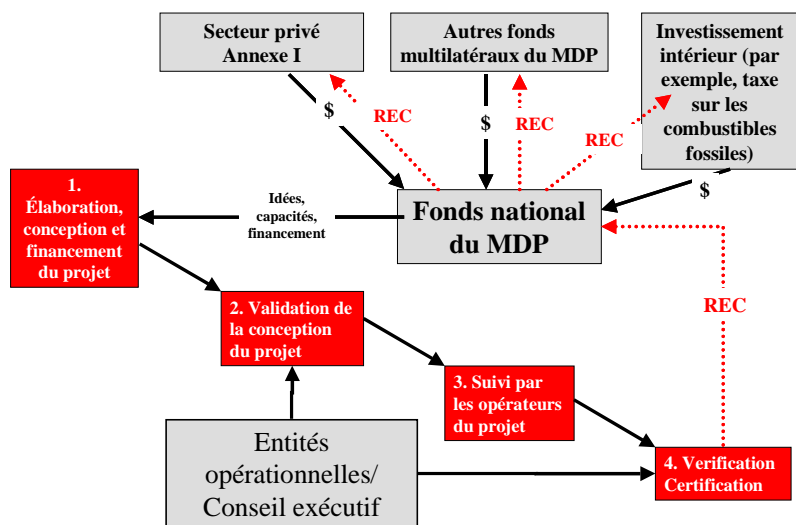 Secteur privé
Annexe I
Autres fonds
multilatéraux du MDP
Investissement
intérieur (par
exemple, taxe
sur les
combustibles
fossiles)
$
REC
$
REC
REC
$
1.
Élaboration,
conception et
financement
du projet
Idées,
capacités,
financement
Fonds national
du MDP
REC
2. Validation de
la conception
du projet
3. Suivi par
les opérateurs
du projet
Entités
opérationnelles/
Conseil exécutif
4. Verification
Certification